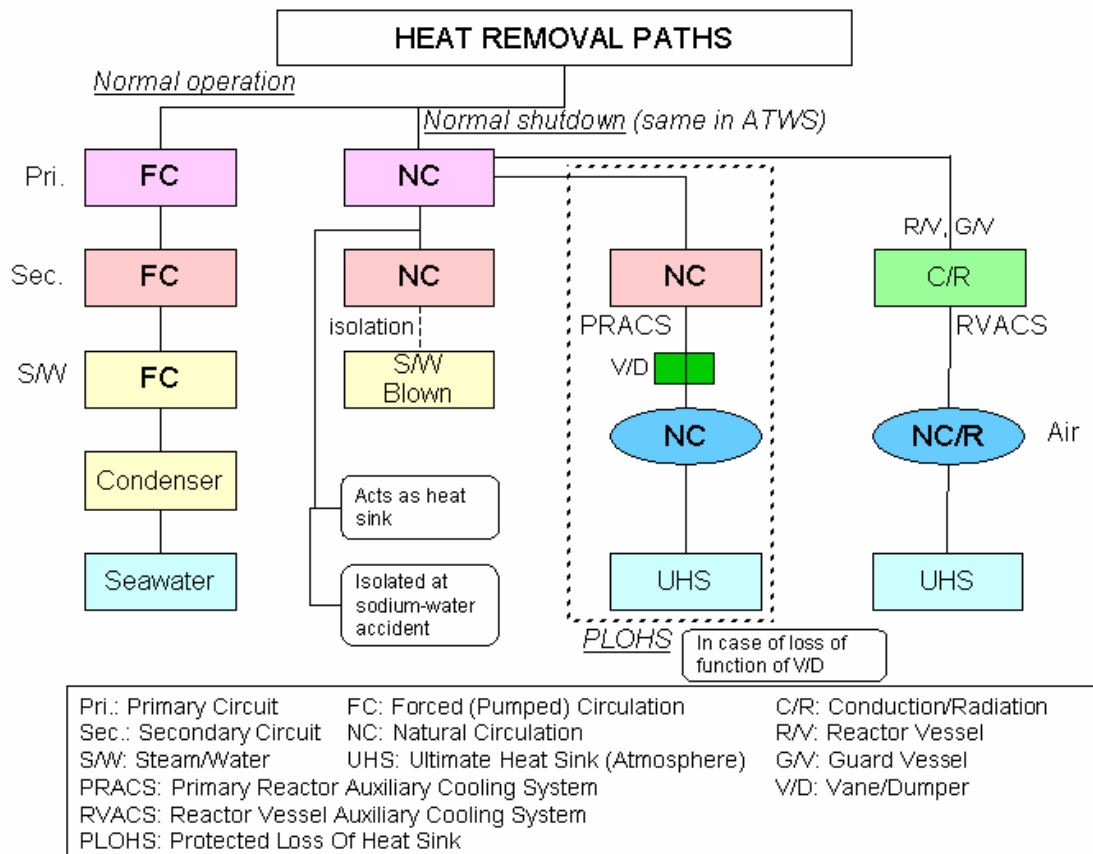 HEAT REMOVAL PATHS
Normal operation
Normal shutdown (same in ATWS)
Pri.
FC
NC
R/V, G/V
Sec.
FC
NC
NC
C/R
isolation
PRACS
RVACS
S/W
FC
S/W
Blown
V/D
NC
NC/R
Air
Condenser
Acts as heat
sink
Seawater
Isolated at
sodium-water
accident
UHS
UHS
PLOHS
In case of loss of
function of V/D
Pri.: Primary Circuit FC: Forced (Pumped) Circulation C/R: Conduction/Radiation
Sec.: Secondary Circuit NC: Natural Circulation R/V: Reactor Vessel
S/W: Steam/Water UHS: Ultimate Heat Sink (Atmosphere) G/V: Guard Vessel
PRACS: Primary Reactor Auxiliary Cooling System V/D: Vane/Dumper
RVACS: Reactor Vessel Auxiliary Cooling System
PLOHS: Protected Loss Of Heat Sink